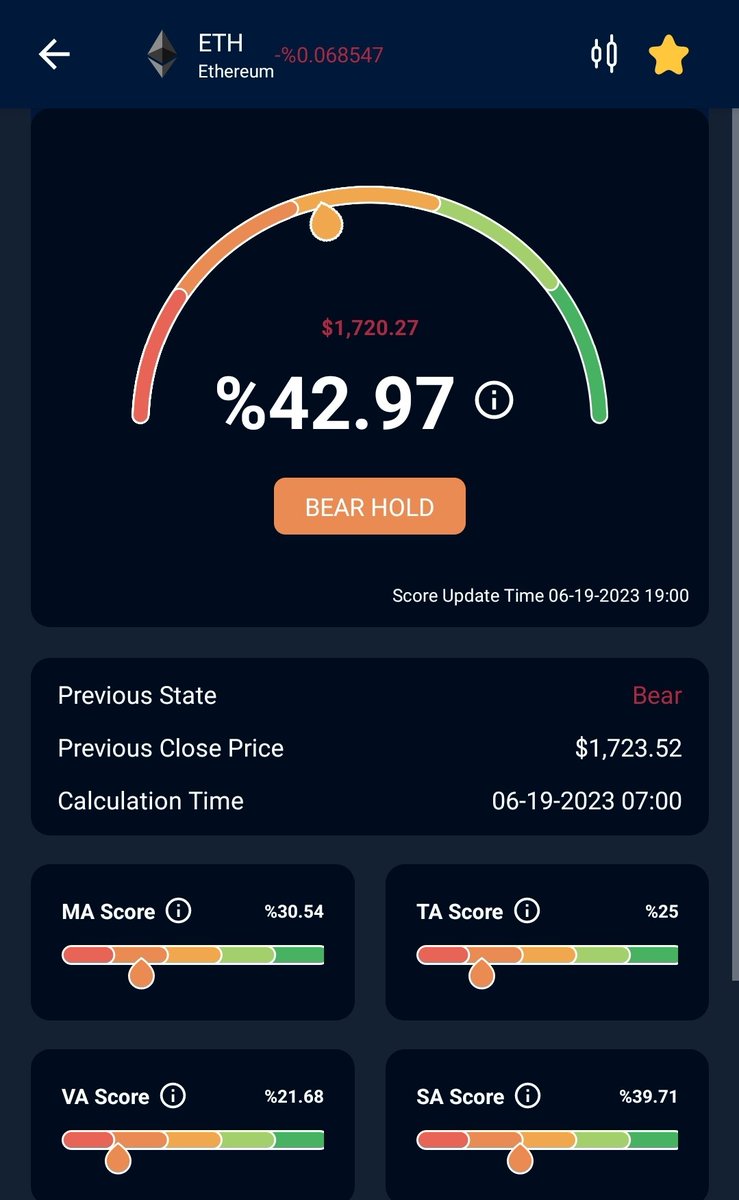 ETH
-%0.068547
Ethereum
$1,720.27
%42.97
BEAR HOLD
Score Update Time 06-19-2023 19:00
Previous State Bear
Previous Close Price $1,723.52
Calculation Time 06-19-2023 07:00
MA Score %30.54
TA Score %25
VA Score %21.68
SA Score %39.71